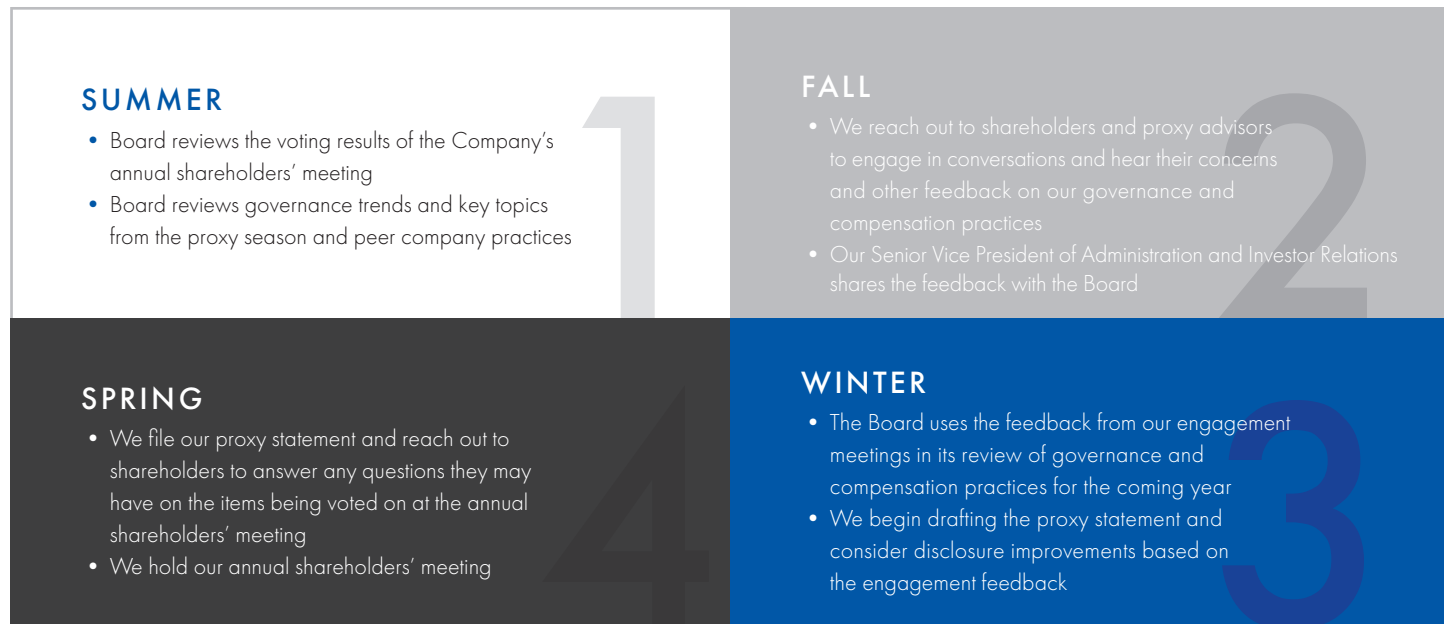 SUMMER
• Board reviews the voting results of the Company’s
annual shareholders’ meeting
• Board reviews governance trends and key topics
from the proxy season and peer company practices
1
FALL
• We reach out to shareholders and proxy advisors
to engage in conversations and hear their concerns
and other feedback on our governance and
compensation practices
• Our Senior Vice President of Administration and Investor Relations
shares the feedback with the Board
2
WINTER
• The Board uses the feedback from our engagement
meetings in its review of governance and
compensation practices for the coming year
• We begin drafting the proxy statement and
consider disclosure improvements based on
the engagement feedback
3
SPRING
• We file our proxy statement and reach out to
shareholders to answer any questions they may
have on the items being voted on at the annual
shareholders’ meeting
• We hold our annual shareholders’ meeting
4